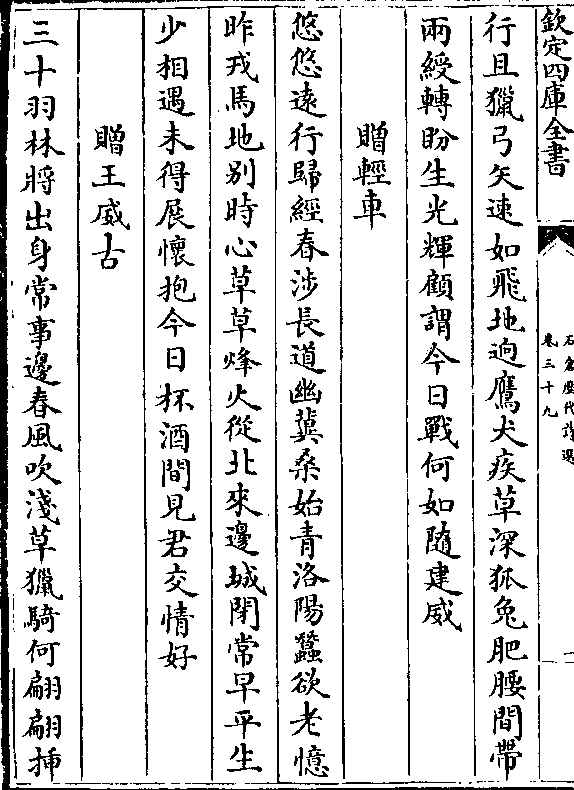 欽定四庫全書
石倉歷代詩選
卷三十九
行且獵弓矢速如飛地逈鷹犬疾草深狐兔肥腰間帶
兩綬轉盼生光輝顧謂今日戰何如隨建威
贈輕車
悠悠遠行歸經春涉長道幽冀桑始青洛陽蠶欲老憶
昨戎馬地别時心草草烽火從北來邊城閉常早平生
少相遇未得展懷抱今日杯酒間見君交情好
贈王威古
三十羽林將出身常事邊春風吹淺草獵騎何翩翩挿